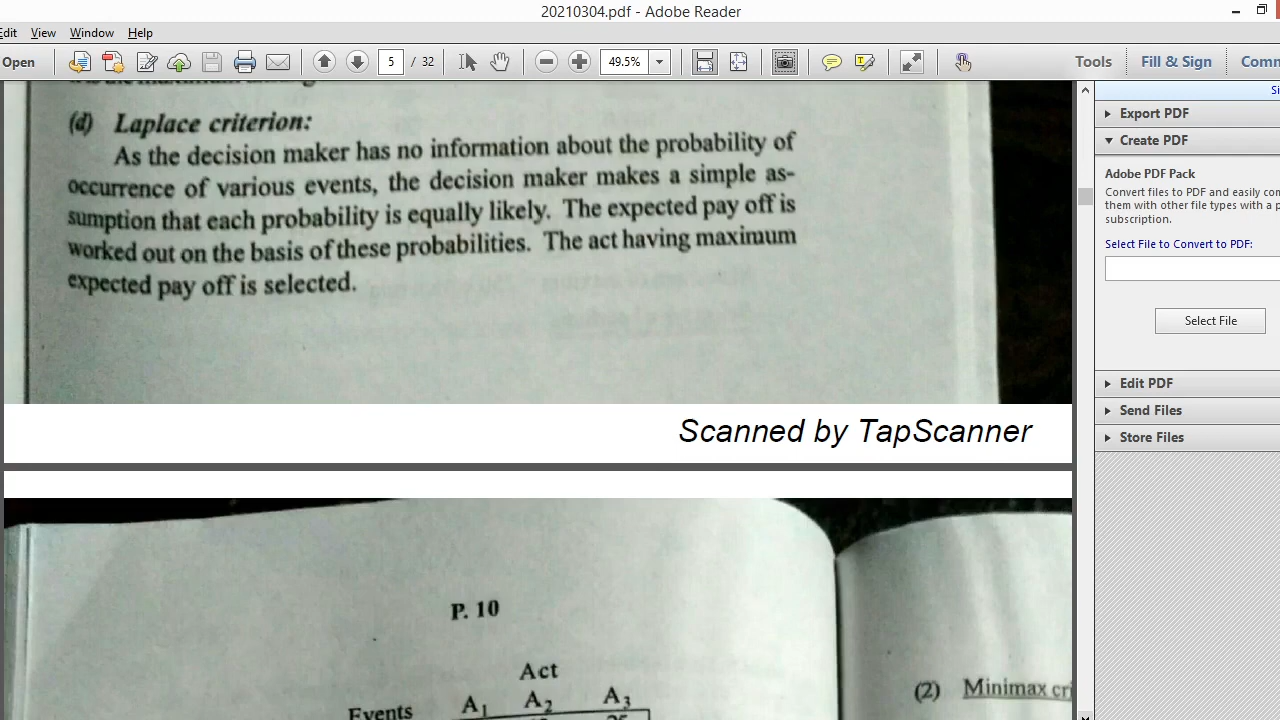 20210304.pdf - Adobe Reader
Edit View Window Help
Open 5 / 32 49.5% Tools Fill & Sign Comm
Export PDF
Create PDF
Adobe PDF Pack
Convert files to PDF and easily con
them with other file types with a p
subscription.
Select File to Convert to PDF:
Select File
Edit PDF
Send Files
Store Files
(d) Laplace criterion:
As the decision maker has no information about the probability of
occurrence of various events, the decision maker makes a simple as-
sumption that each probability is equally likely. The expected pay off is
worked out on the basis of these probabilities. The act having maximum
expected pay off is selected.
Scanned by TapScanner
P. 10
Act
Events A1 A2 A3
(2) Minimax cri